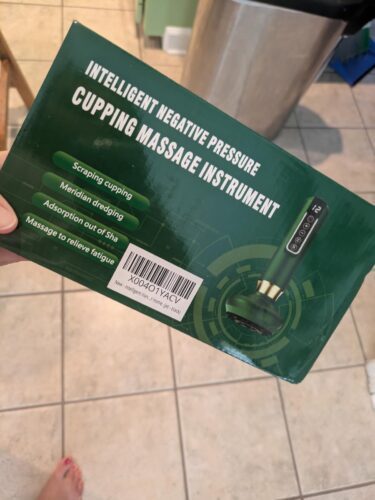 INTELLIGENT NEGATIVE PRESSURE
CUPPING MASSAGE INSTRUMENT
Scraping cupping
Meridian dredging
Adsorption out of Sha
Massage to relieve fatigue
X004O1YACV
12